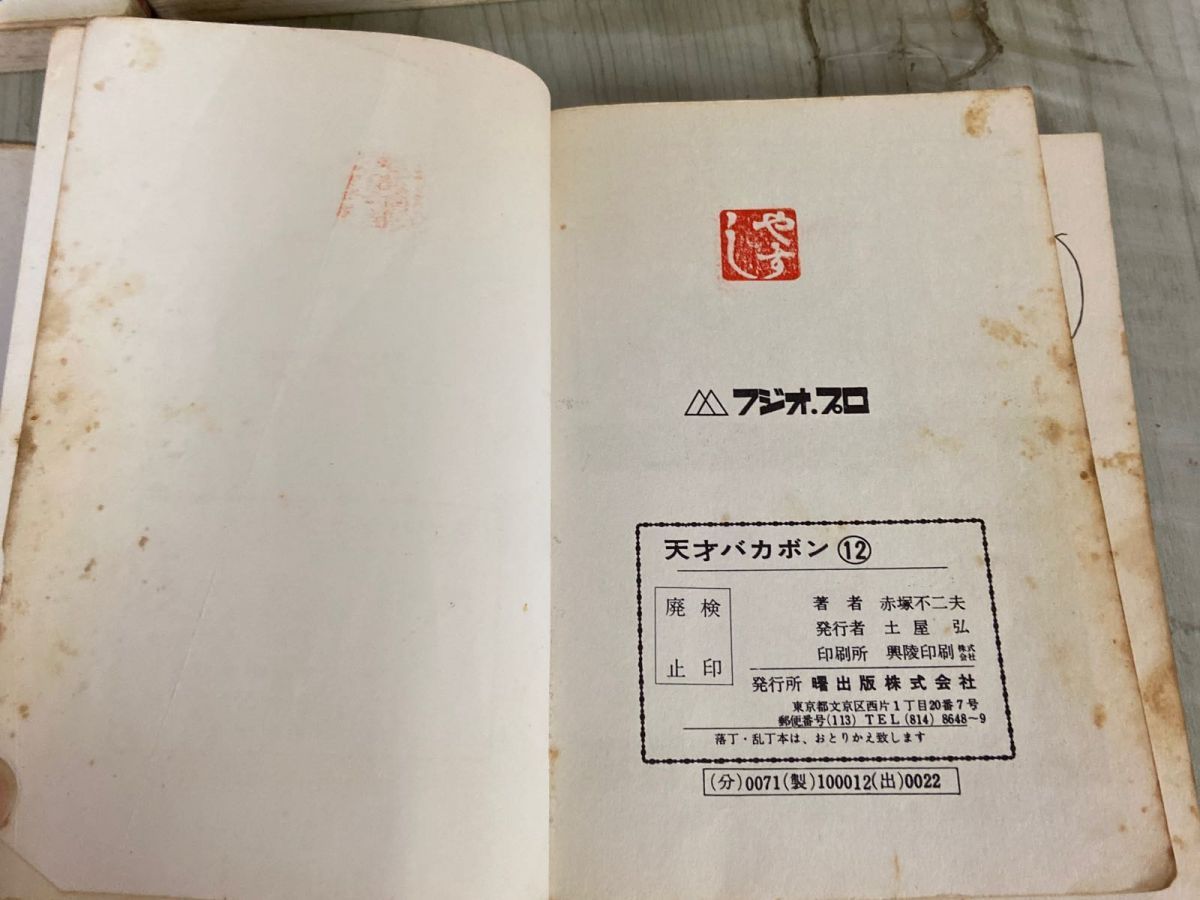 やすし
フジオ.プロ
天才バカボン⑫
検印
廃止
著者 赤塚不二夫
発行者 土屋弘
印刷所 興陵印刷株式会社
発行所 曙出版株式会社
東京都文京区西片1丁目20番7号
郵便番号(113) TEL(814) 8648〜9
落丁・乱丁本は、おとりかえ致します
(分)0071(製)100012(出)0022